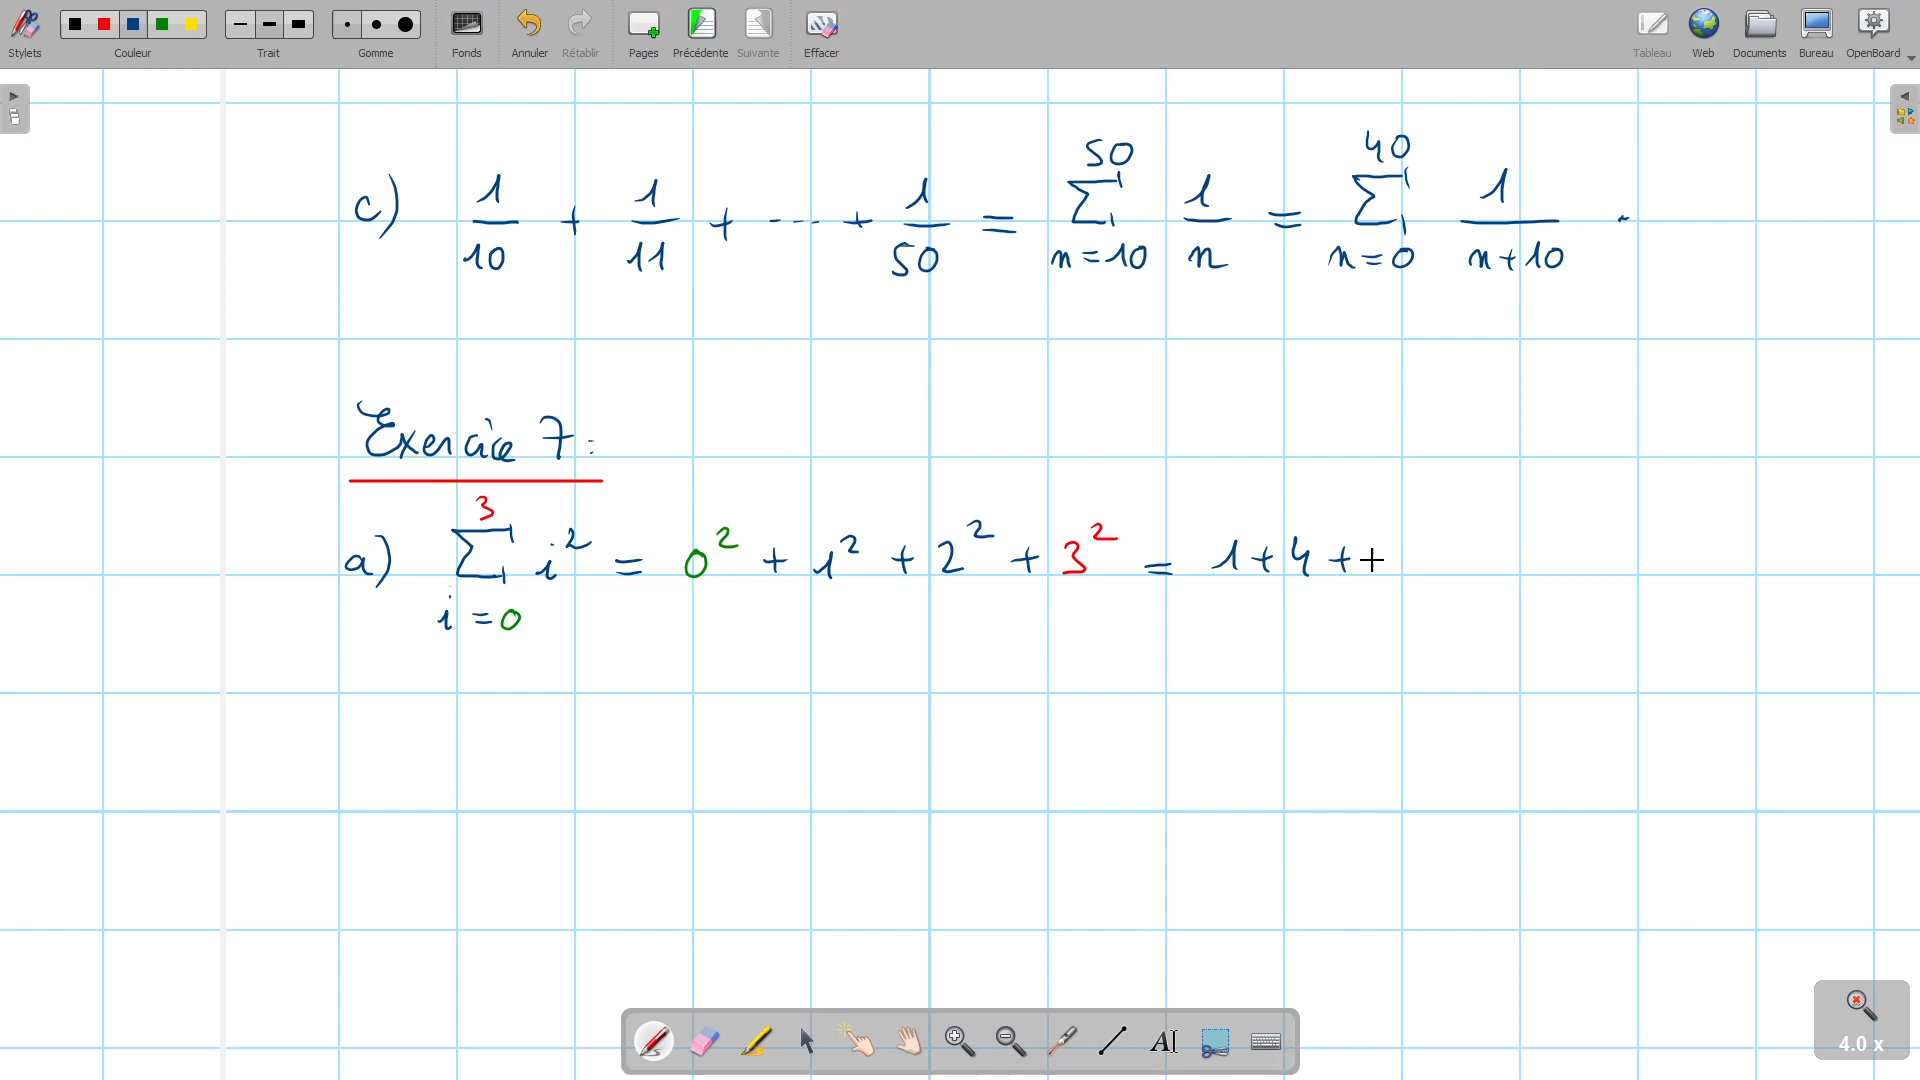 Stylets Couleur Trait Gomme Fonds Annuler Rétablir Pages Précédente Suivante Effacer Tableau Web Documents Bureau OpenBoard
c) 1/10 + 1/11 + ---- + 1/50 = 50 ∑ n=10 1/n = 40 ∑ n=0 1/(n+10) .
Exercice 7:
a) 3 ∑ i=0 i² = 0² + 1² + 2² + 3² = 1 + 4 +
4.0 x